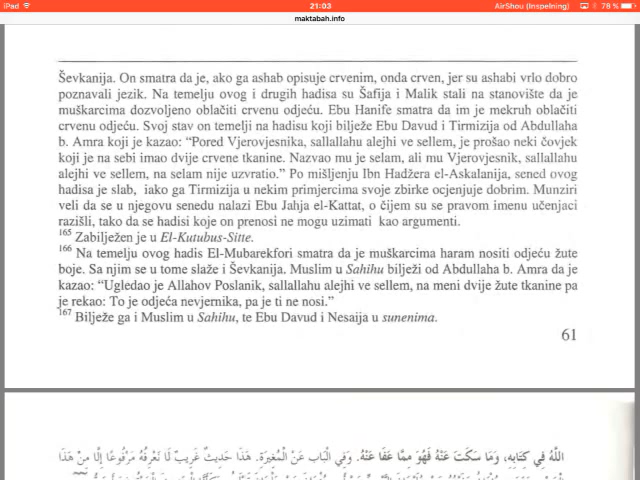 iPad
21:03
AirShou (Inspelning)
78 %
maktabah.info
Ševkanija. On smatra da je, ako ga ashab opisuje crvenim, onda crven, jer su ashabi vrlo dobro
poznavali jezik. Na temelju ovog i drugih hadisa su Šafija i Malik stali na stanovište da je
muškarcima dozvoljeno oblačiti crvenu odjeću. Ebu Hanife smatra da im je mekruh oblačiti
crvenu odjeću. Svoj stav on temelji na hadisu koji bilježe Ebu Davud i Tirmizija od Abdullaha
b. Amra koji je kazao: “Pored Vjerovjesnika, sallallahu alejhi ve sellem, je prošao neki čovjek
koji je na sebi imao dvije crvene tkanine. Nazvao mu je selam, ali mu Vjerovjesnik, sallallahu
alejhi ve sellem, na selam nije uzvratio.” Po mišljenju Ibn Hadžera el-Askalanija, sened ovog
hadisa je slab, iako ga Tirmizija u nekim primjercima svoje zbirke ocjenjuje dobrim. Munziri
veli da se u njegovu senedu nalazi Ebu Jahja el-Kattat, o čijem su se pravom imenu učenjaci
razišli, tako da se hadisi koje on prenosi ne mogu uzimati kao argumenti.
165 Zabilježen je u El-Kutubus-Sitte.
166 Na temelju ovog hadis El-Mubarekfori smatra da je muškarcima haram nositi odjeću žute
boje. Sa njim se u tome slaže i Ševkanija. Muslim u Sahihu bilježi od Abdullaha b. Amra da je
kazao: “Ugledao je Allahov Poslanik, sallallahu alejhi ve sellem, na meni dvije žute tkanine pa
je rekao: To je odjeća nevjernika, pa je ti ne nosi.”
167 Bilježe ga i Muslim u Sahihu, te Ebu Davud i Nesaija u sunenima.
61
اللَّهُ فِي كِتَابِهِ، وَمَا سَكَتَ عَنْهُ فَهُوَ مِمَّا عَفَا عَنْهُ. وَفِي الْبَابِ عَنْ الْمُغِيرَةِ. هَذَا حَدِيثٌ غَرِيبٌ لَا نَعْرِفُهُ مَرْفُوعًا إِلَّا مِنْ هَذَا